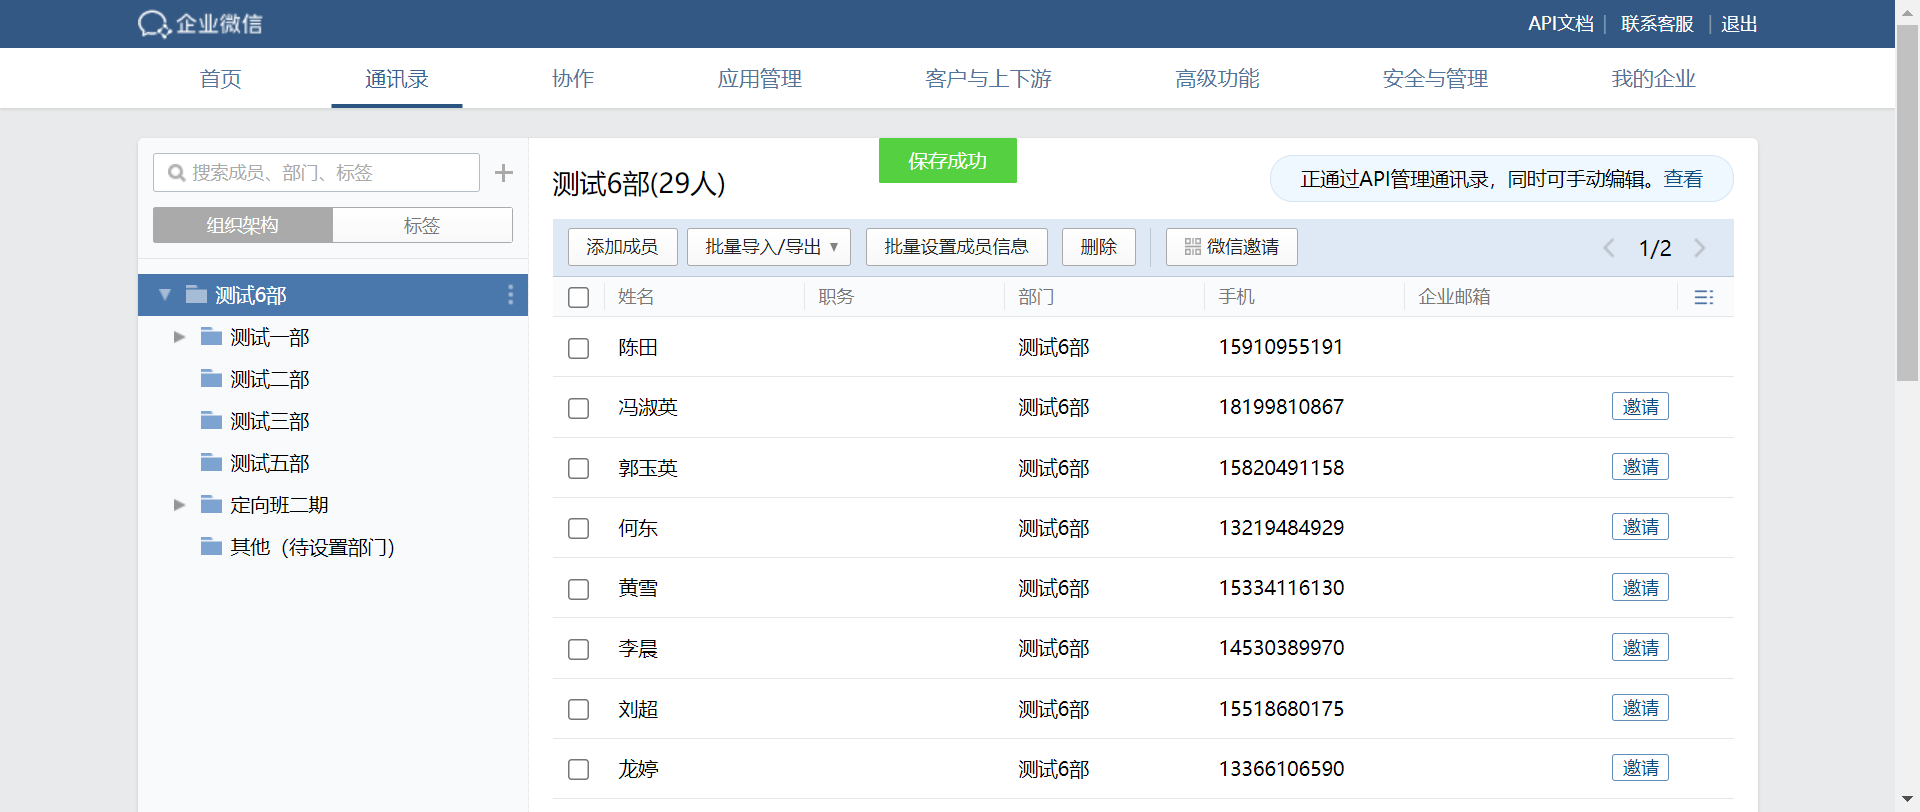 企业微信
API文档 | 联系客服 | 退出
首页 通讯录 协作 应用管理 客户与上下游 高级功能 安全与管理 我的企业
搜索成员、部门、标签
组织架构 标签
测试6部
测试一部
测试二部
测试三部
测试五部
定向班二期
其他（待设置部门）
保存成功
测试6部(29人)
正通过API管理通讯录，同时可手动编辑。查看
添加成员 批量导入/导出 批量设置成员信息 删除 微信邀请 1/2
姓名 职务 部门 手机 企业邮箱
陈田 测试6部 15910955191
冯淑英 测试6部 18199810867 邀请
郭玉英 测试6部 15820491158 邀请
何东 测试6部 13219484929 邀请
黄雪 测试6部 15334116130 邀请
李晨 测试6部 14530389970 邀请
刘超 测试6部 15518680175 邀请
龙婷 测试6部 13366106590 邀请